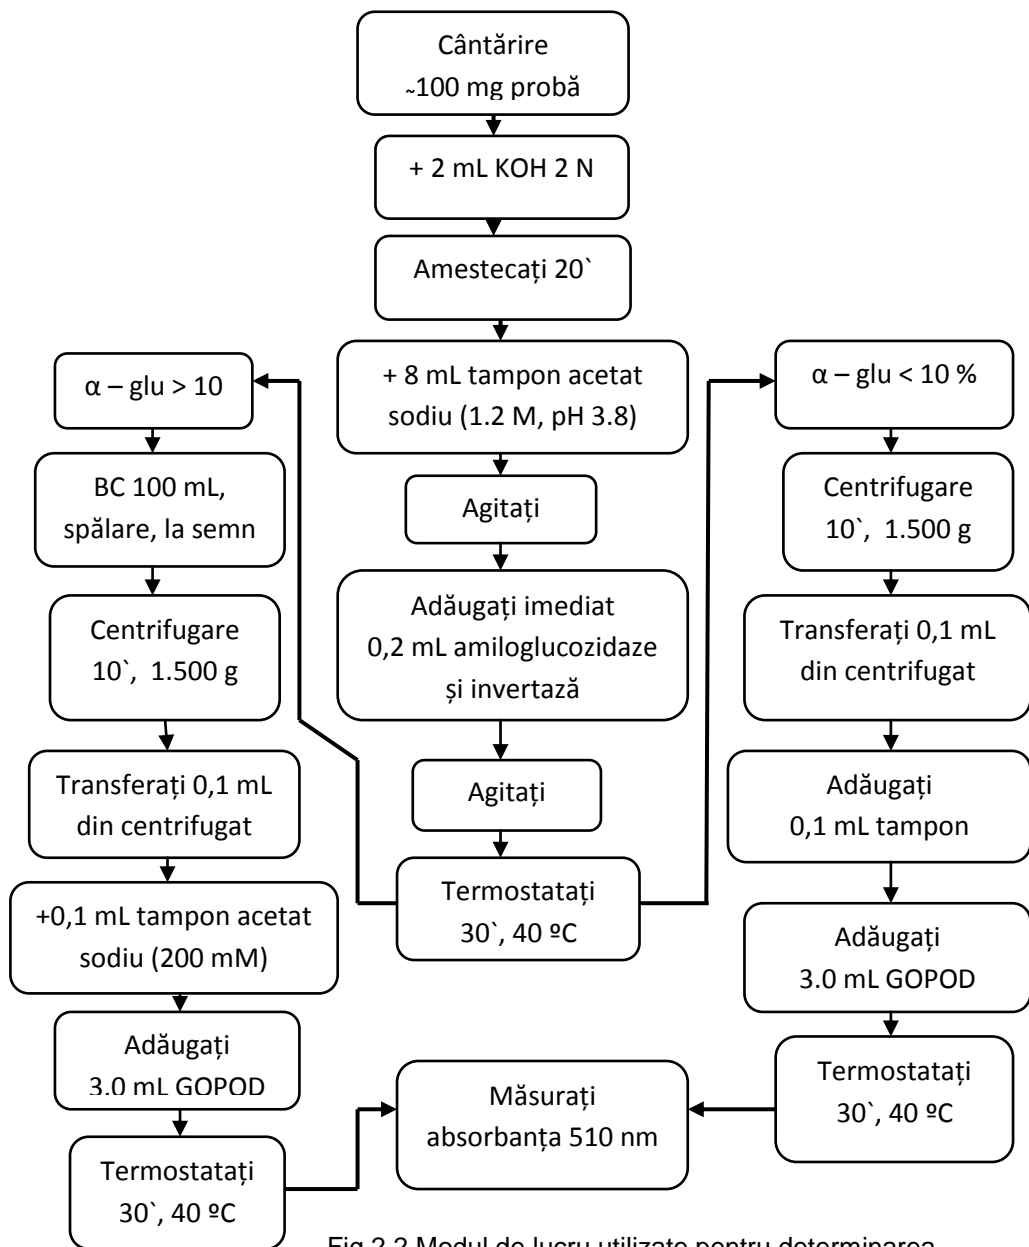 Cântărire
~100 mg probă
+ 2 mL KOH 2 N
Amestecați 20`
+ 8 mL tampon acetat
sodiu (1.2 M, pH 3.8)
Agitați
Adăugați imediat
0,2 mL amiloglucozidaze
și invertază
Agitați
Termostatați
30`, 40 ºC
α – glu > 10
BC 100 mL,
spălare, la semn
Centrifugare
10`, 1.500 g
Transferați 0,1 mL
din centrifugat
+0,1 mL tampon acetat
sodiu (200 mM)
Adăugați
3.0 mL GOPOD
Termostatați
30`, 40 ºC
α – glu < 10 %
Centrifugare
10`, 1.500 g
Transferați 0,1 mL
din centrifugat
Adăugați
0,1 mL tampon
Adăugați
3.0 mL GOPOD
Termostatați
30`, 40 ºC
Măsurați
absorbanța 510 nm
Fig 2.2 Modul de lucru utilizate pentru determinarea